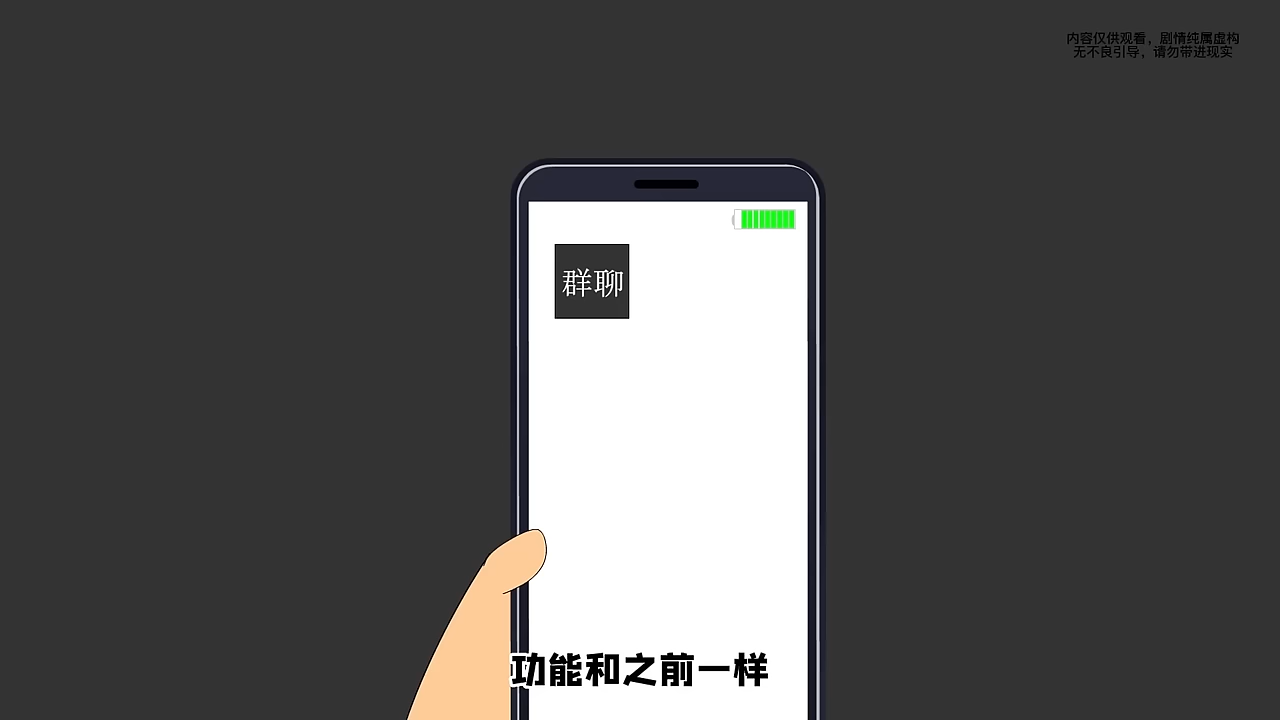 内容仅供观看，剧情纯属虚构
无不良引导，请勿带进现实
群聊
功能和之前一样